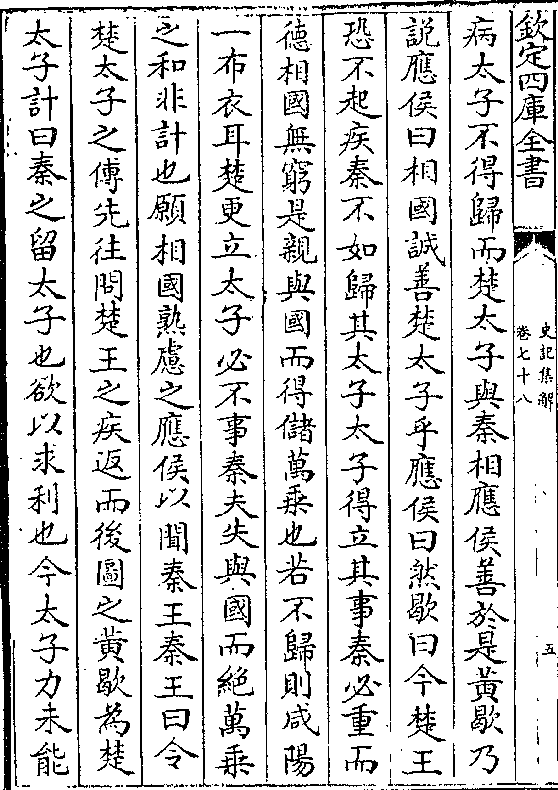 欽定四庫全書
史記集解
卷七十八
五
病太子不得歸而楚太子與秦相應侯善於是黄歇乃
説應侯曰相國誠善楚太子乎應侯曰然歇曰今楚王
恐不起疾秦不如歸其太子太子得立其事秦必重而
德相國無窮是親與國而得儲萬乗也若不歸則咸陽
一布衣耳楚更立太子必不事秦夫失與國而絶萬乗
之和非計也願相國熟慮之應侯以聞秦王秦王曰令
楚太子之傅先往問楚王之疾返而後圖之黄歇為楚
太子計曰秦之留太子也欲以求利也今太子力未能